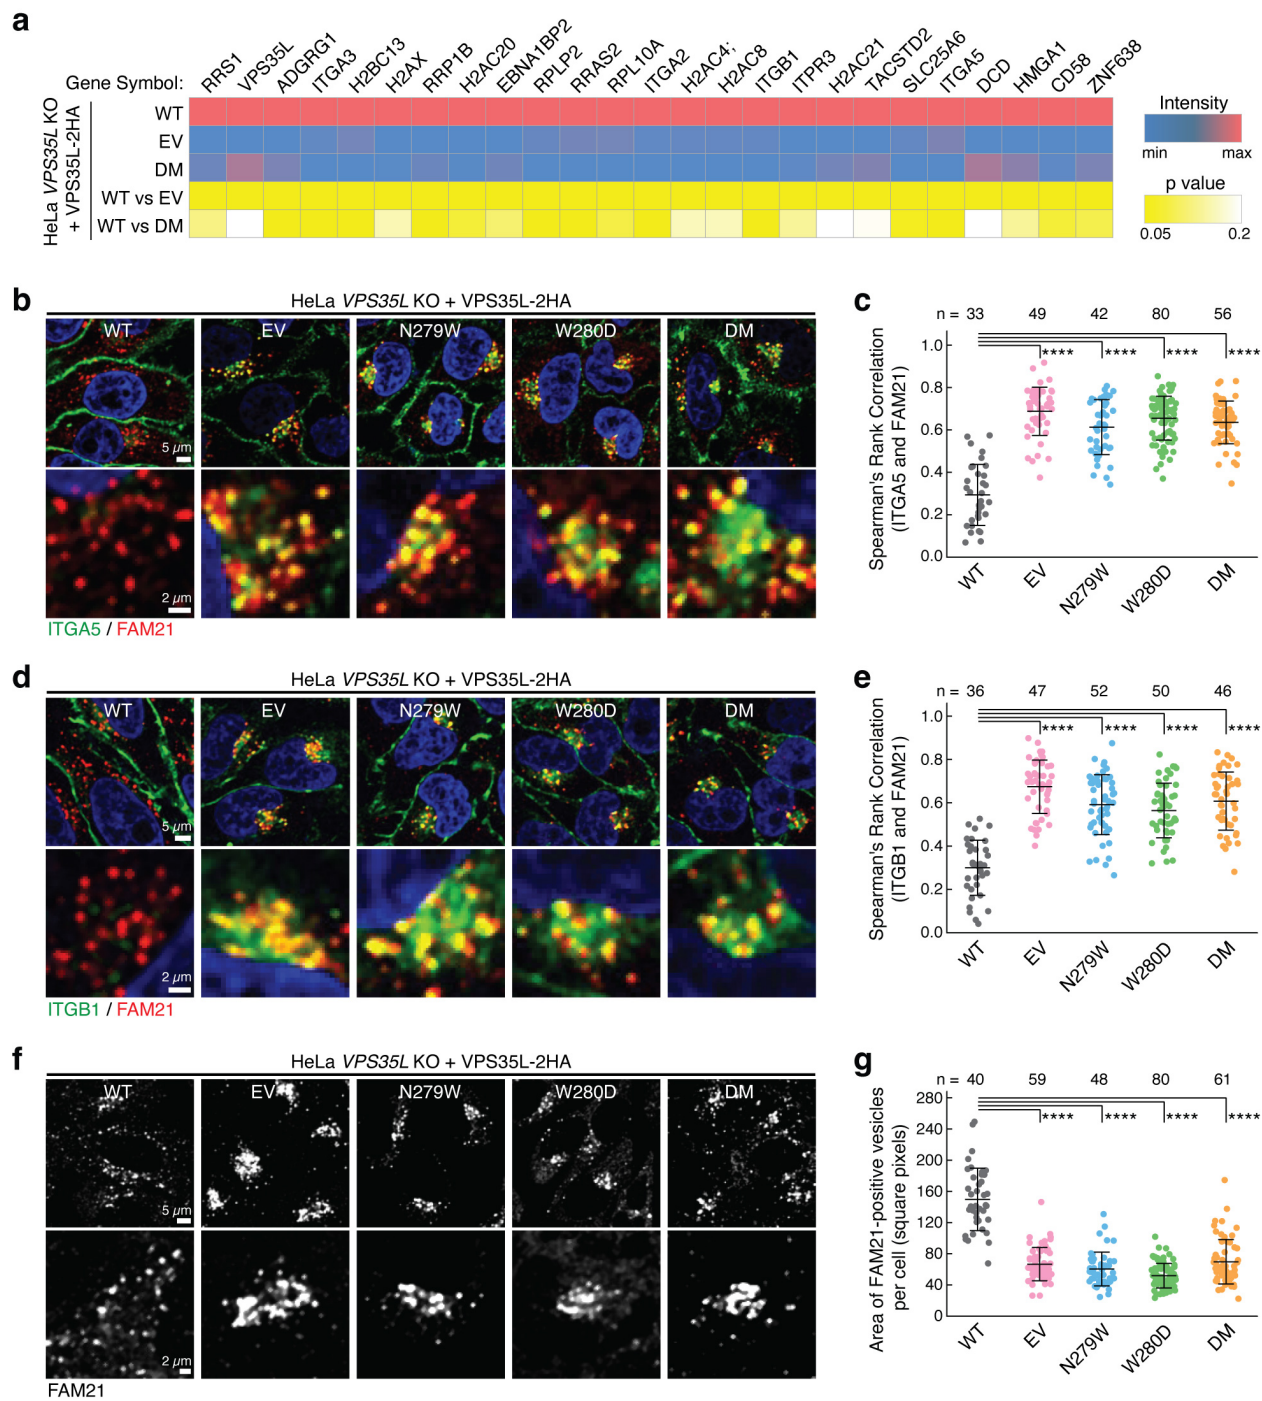 a
Gene Symbol:
RRS1
VPS35L
ADGRG1
ITGA3
H2BC13
H2AX
RRP1B
H2AC20
EBNA1BP2
RPLP2
RRAS2
RPL10A
ITGA2
H2AC4;
H2AC8
ITGB1
ITPR3
H2AC21
TACSTD2
SLC25A6
ITGA5
DCD
HMGA1
CD58
ZNF638
HeLa VPS35L KO
+ VPS35L-2HA
WT
EV
DM
WT vs EV
WT vs DM
Intensity
min max
p value
0.05 0.2
b
HeLa VPS35L KO + VPS35L-2HA
WT EV N279W W280D DM
5 µm
2 µm
ITGA5 / FAM21
c
n = 33 49 42 80 56
**** **** **** ****
Spearman's Rank Correlation
(ITGA5 and FAM21)
1.0
0.8
0.6
0.4
0.2
0.0
WT EV N279W W280D DM
d
HeLa VPS35L KO + VPS35L-2HA
WT EV N279W W280D DM
5 µm
2 µm
ITGB1 / FAM21
e
n = 36 47 52 50 46
**** **** **** ****
Spearman's Rank Correlation
(ITGB1 and FAM21)
1.0
0.8
0.6
0.4
0.2
0.0
WT EV N279W W280D DM
f
HeLa VPS35L KO + VPS35L-2HA
WT EV N279W W280D DM
5 µm
2 µm
FAM21
g
n = 40 59 48 80 61
**** **** **** ****
Area of FAM21-positive vesicles
per cell (square pixels)
280
240
200
160
120
80
40
0
WT EV N279W W280D DM